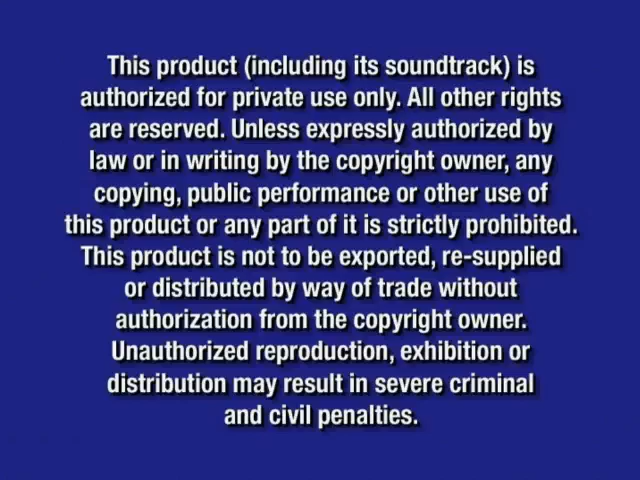 This product (including its soundtrack) is
authorized for private use only. All other rights
are reserved. Unless expressly authorized by
law or in writing by the copyright owner, any
copying, public performance or other use of
this product or any part of it is strictly prohibited.
This product is not to be exported, re-supplied
or distributed by way of trade without
authorization from the copyright owner.
Unauthorized reproduction, exhibition or
distribution may result in severe criminal
and civil penalties.